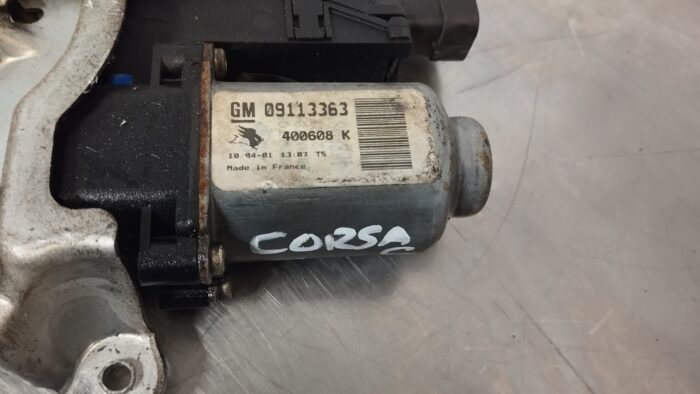 GM 09113363
400608 K
10-04-01 13:07 T5
Made in France
CORSA
C